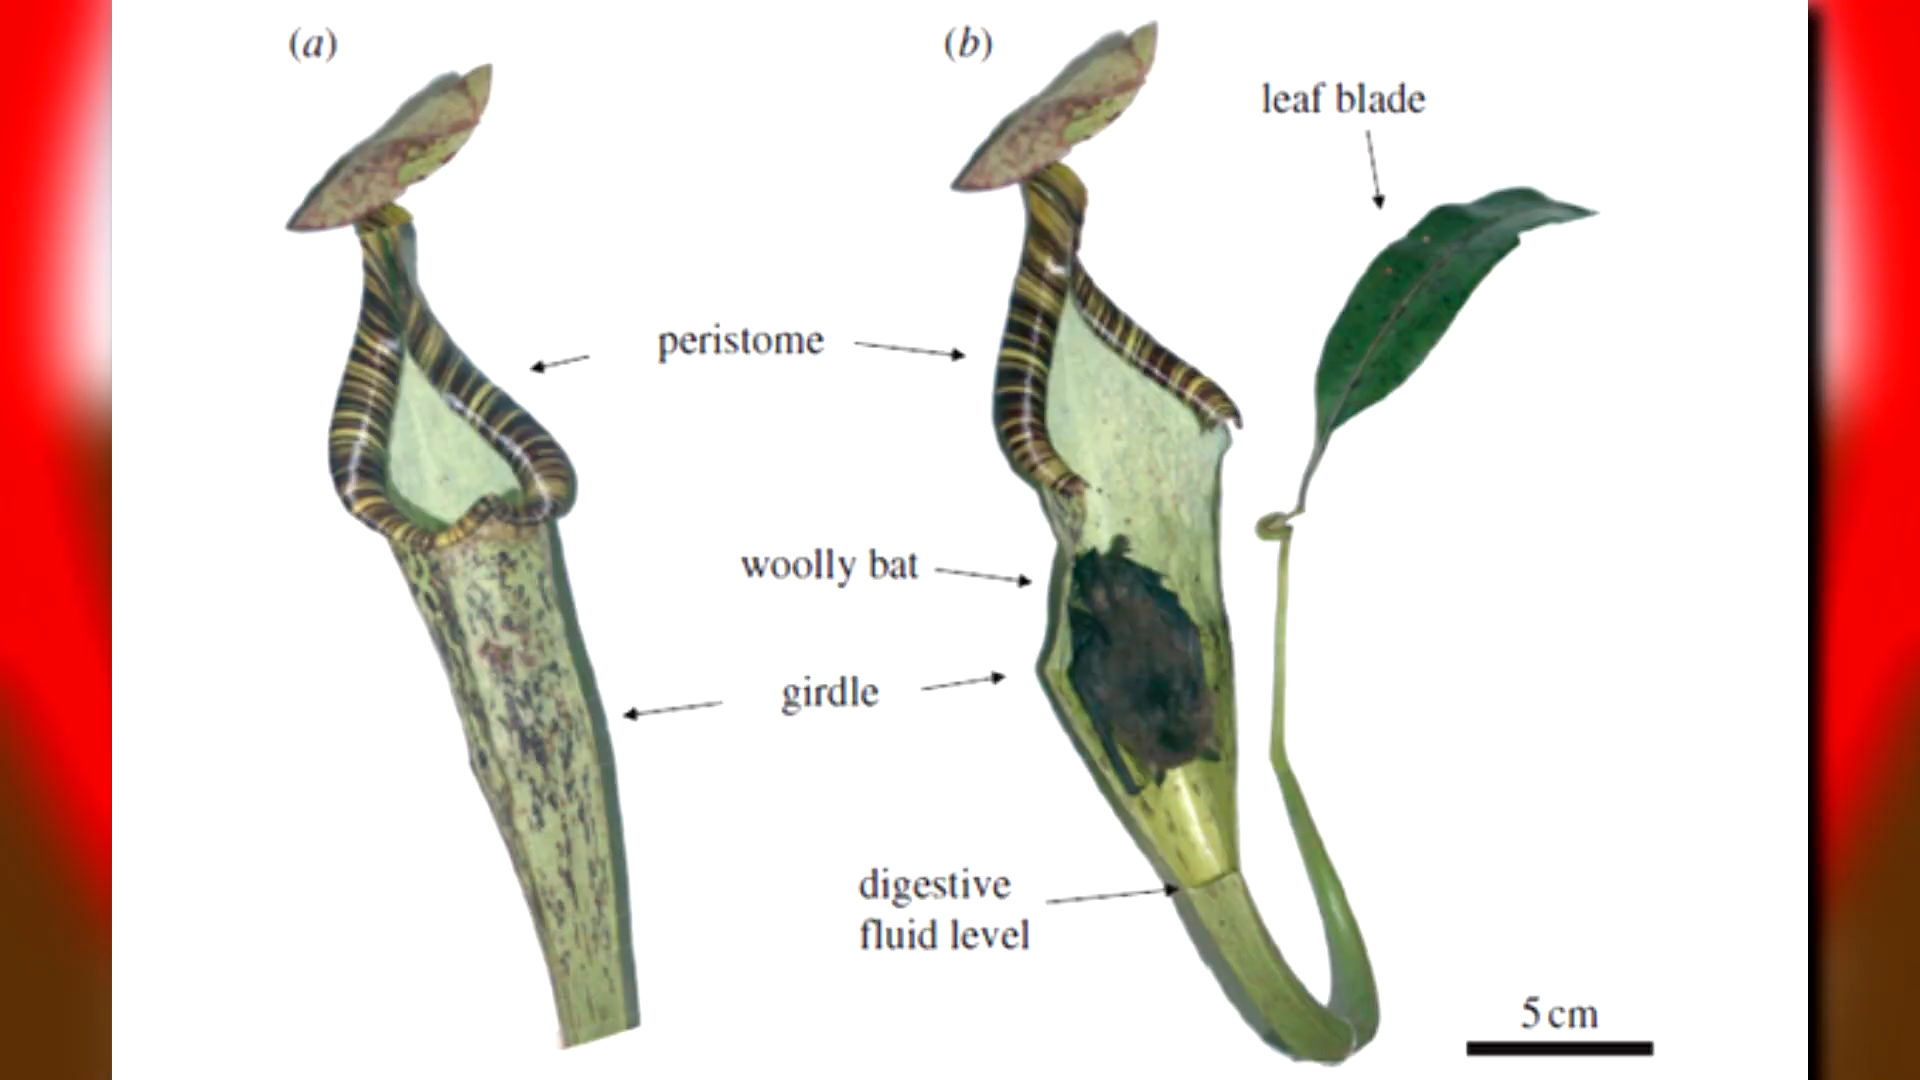 (a)
(b)
leaf blade
peristome
woolly bat
girdle
digestive
fluid level
5 cm